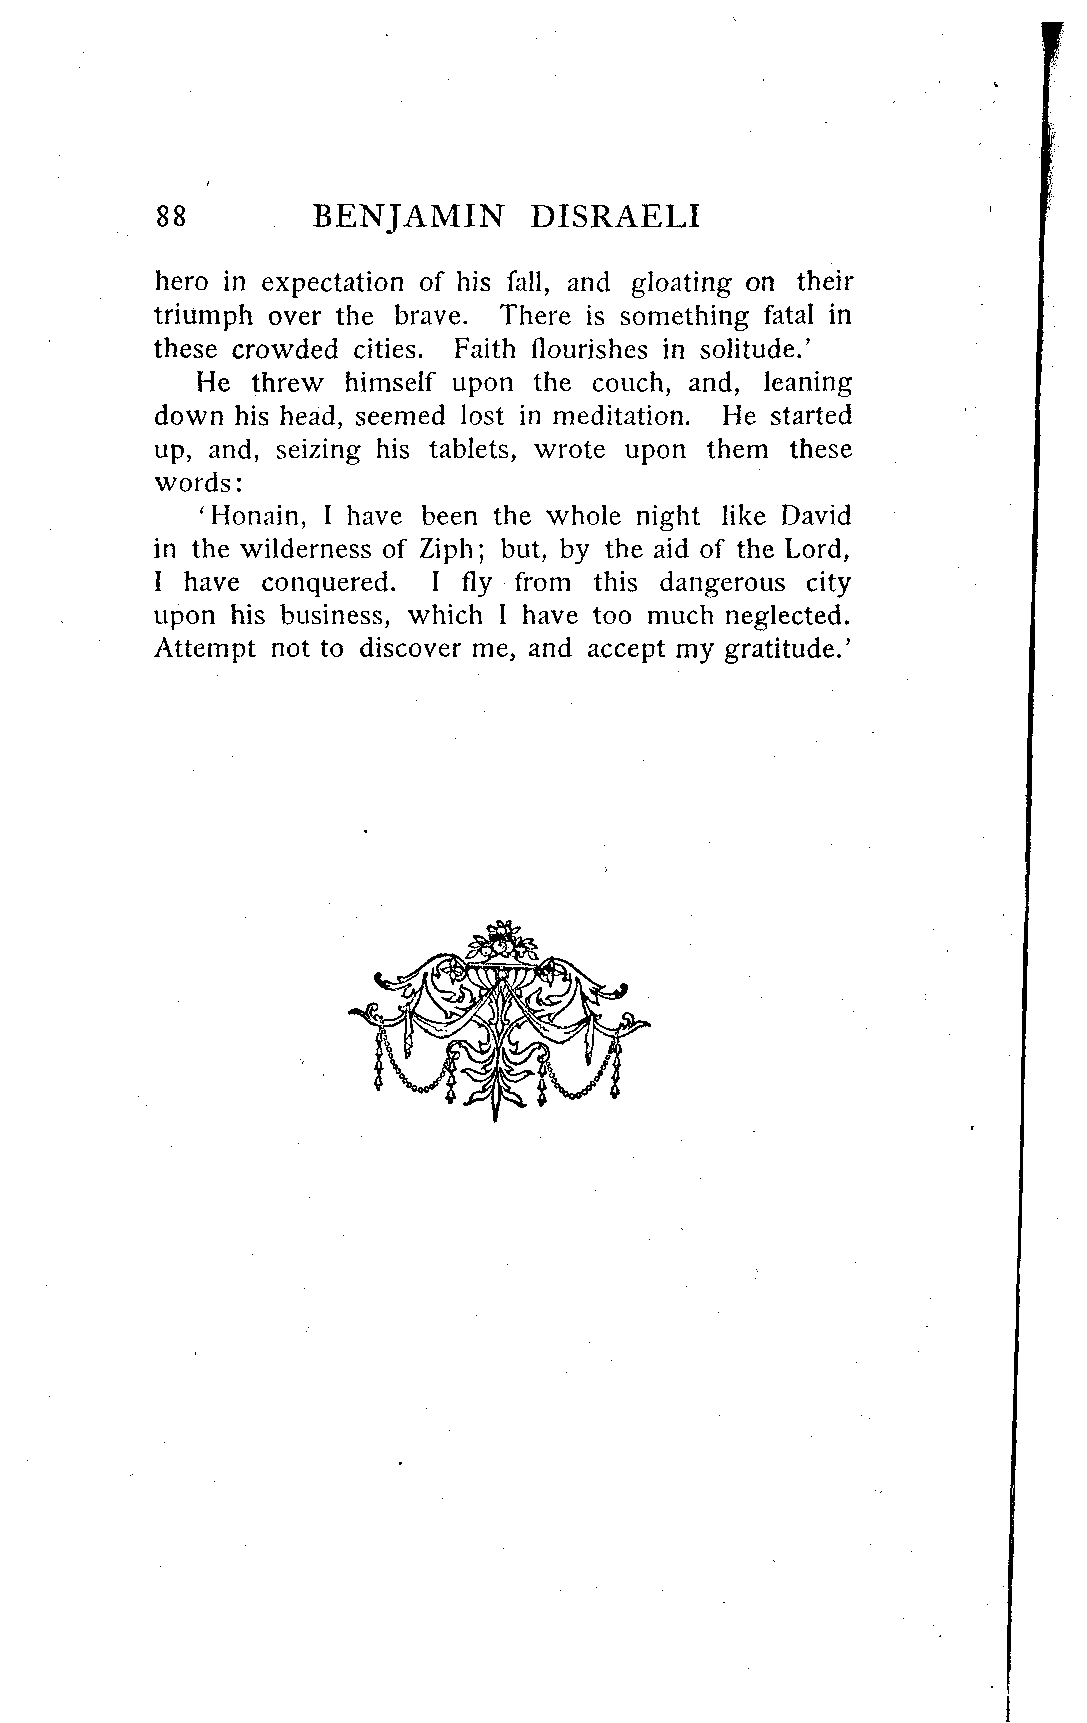 88 BENJAMIN DISRAELI
hero in expectation of his fall, and gloating on their
triumph over the brave. There is something fatal in
these crowded cities. Faith flourishes in solitude.'
He threw himself upon the couch, and, leaning
down his head, seemed lost in meditation. He started
up, and, seizing his tablets, wrote upon them these
words:
'Honain, I have been the whole night like David
in the wilderness of Ziph; but, by the aid of the Lord,
I have conquered. I fly from this dangerous city
upon his business, which I have too much neglected.
Attempt not to discover me, and accept my gratitude.'